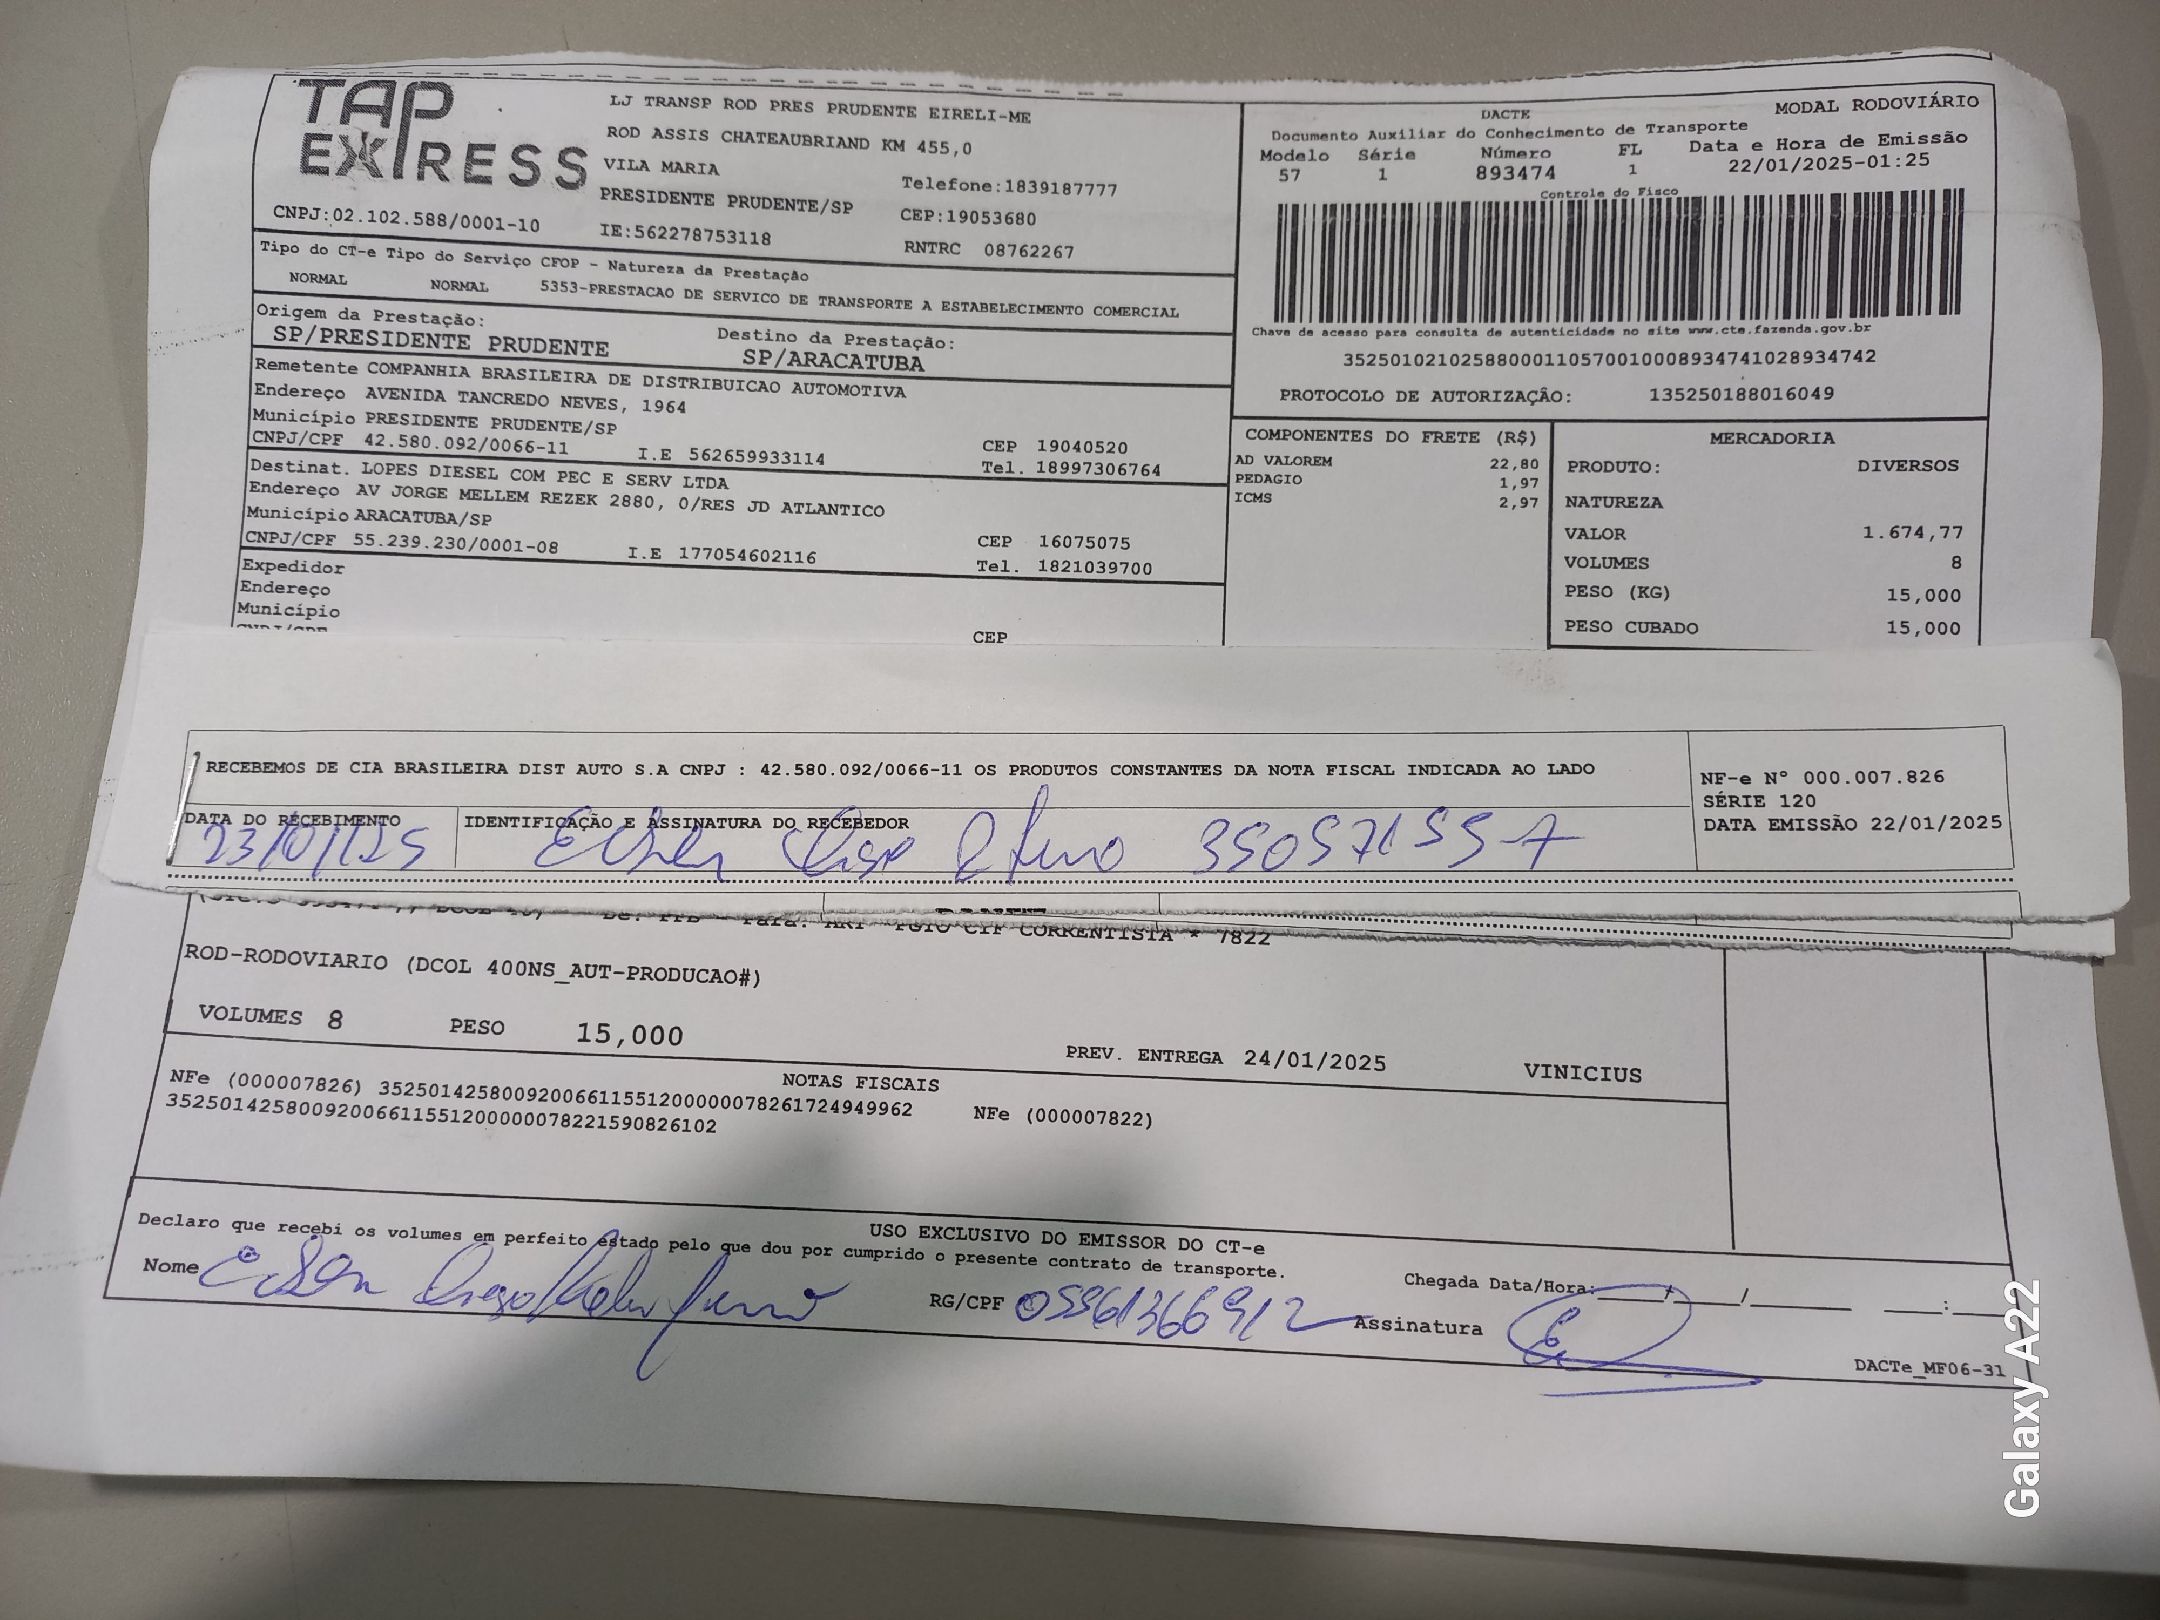 TAP EXPRESS
LJ TRANSP ROD PRES PRUDENTE EIRELI-ME
ROD ASSIS CHATEAUBRIAND KM 455,0
VILA MARIA
PRESIDENTE PRUDENTE/SP
Telefone:1839187777
CEP:19053680
CNPJ:02.102.588/0001-10
IE:562278753118
RNTRC 08762267
Tipo do CT-e Tipo do Serviço CFOP - Natureza da Prestação
NORMAL NORMAL 5353-PRESTACAO DE SERVICO DE TRANSPORTE A ESTABELECIMENTO COMERCIAL
Origem da Prestação:
SP/PRESIDENTE PRUDENTE
Destino da Prestação:
SP/ARACATUBA
Remetente COMPANHIA BRASILEIRA DE DISTRIBUICAO AUTOMOTIVA
Endereço AVENIDA TANCREDO NEVES, 1964
Município PRESIDENTE PRUDENTE/SP
CEP 19040520
CNPJ/CPF 42.580.092/0066-11 I.E 562659933114 Tel. 18997306764
Destinat. LOPES DIESEL COM PEC E SERV LTDA
Endereço AV JORGE MELLEM REZEK 2880, 0/RES JD ATLANTICO
Município ARACATUBA/SP
CEP 16075075
CNPJ/CPF 55.239.230/0001-08 I.E 177054602116 Tel. 1821039700
Expedidor
Endereço
Município
CEP
DACTE
MODAL RODOVIÁRIO
Documento Auxiliar do Conhecimento de Transporte
Modelo Série Número FL Data e Hora de Emissão
57 1 893474 1 22/01/2025-01:25
Controle do Fisco
Chave de acesso para consulta de autenticidade no site www.cte.fazenda.gov.br
35250102102588000110570010008934741028934742
PROTOCOLO DE AUTORIZAÇÃO: 135250188016049
COMPONENTES DO FRETE (R$)
AD VALOREM 22,80
PEDAGIO 1,97
ICMS 2,97
MERCADORIA
PRODUTO: DIVERSOS
NATUREZA
VALOR 1.674,77
VOLUMES 8
PESO (KG) 15,000
PESO CUBADO 15,000
RECEBEMOS DE CIA BRASILEIRA DIST AUTO S.A CNPJ : 42.580.092/0066-11 OS PRODUTOS CONSTANTES DA NOTA FISCAL INDICADA AO LADO
NF-e Nº 000.007.826
SÉRIE 120
DATA EMISSÃO 22/01/2025
DATA DO RECEBIMENTO
23/01/25
IDENTIFICAÇÃO E ASSINATURA DO RECEBEDOR
CIF CORRENTISTA * 7822
ROD-RODOVIARIO (DCOL 400NS_AUT-PRODUCAO#)
VOLUMES 8 PESO 15,000
PREV. ENTREGA 24/01/2025 VINICIUS
NOTAS FISCAIS
NFe (000007826) 35250142580092006611551200000078261724949962 NFe (000007822)
35250142580092006611551200000078221590826102
USO EXCLUSIVO DO EMISSOR DO CT-e
Declaro que recebi os volumes em perfeito estado pelo que dou por cumprido o presente contrato de transporte.
Nome
RG/CPF 05561366912
Chegada Data/Hora: ____/____/____ ___:___
Assinatura
DACTe_MF06-31
Galaxy A22